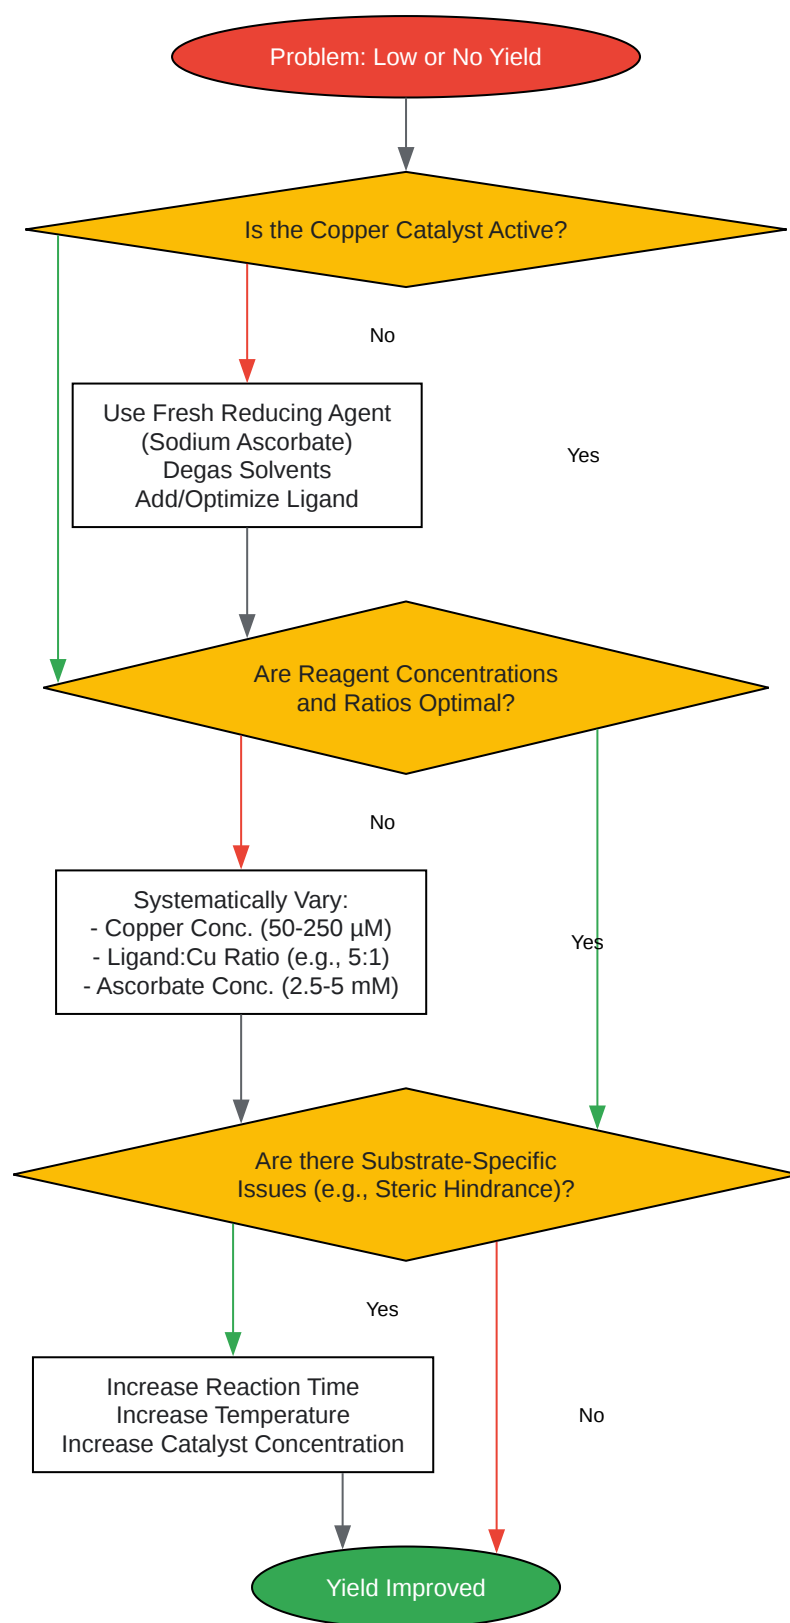 Problem: Low or No Yield
Is the Copper Catalyst Active?
No
Use Fresh Reducing Agent
(Sodium Ascorbate)
Degas Solvents
Add/Optimize Ligand
Yes
Are Reagent Concentrations
and Ratios Optimal?
No
Systematically Vary:
- Copper Conc. (50-250 µM)
- Ligand:Cu Ratio (e.g., 5:1)
- Ascorbate Conc. (2.5-5 mM)
Yes
Are there Substrate-Specific
Issues (e.g., Steric Hindrance)?
Yes
Increase Reaction Time
Increase Temperature
Increase Catalyst Concentration
No
Yield Improved